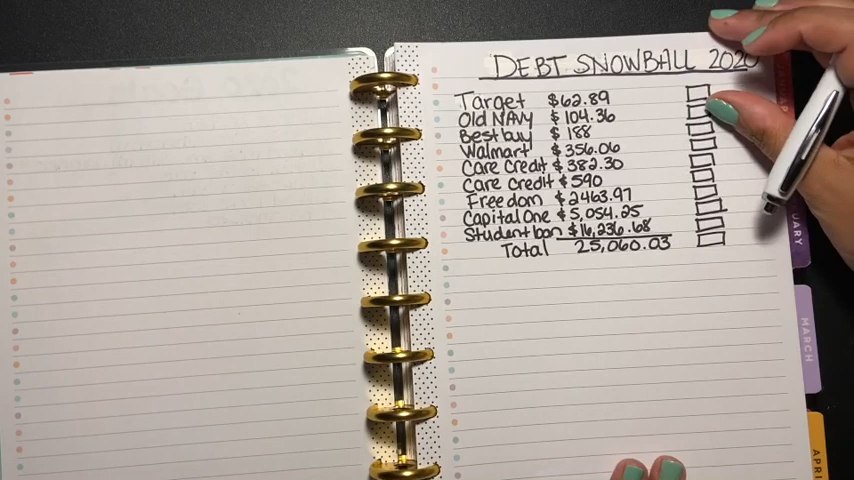 DEBT SNOWBALL 2020
Target $62.89
Old NAvy $104.36
Best buy $188
Walmart $356.06
Care Credit $382.30
Care credit $590
Freedom $2463.97
Capital One $5,054.25
Student loan $16,236.68
Total 25,060.03
MARCH
APRI